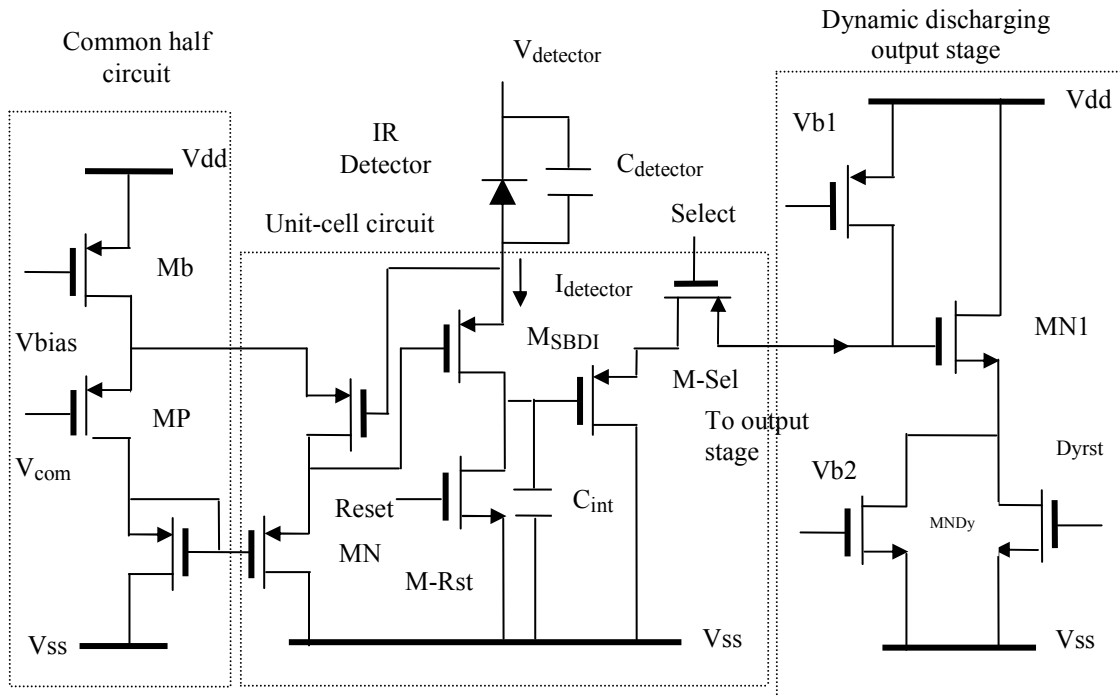 Common half
circuit
Vdd
Mb
Vbias
MP
Vcom
Vss
Vdetector
IR
Detector
Cdetector
Unit-cell circuit
Idetector
MSBDI
Select
M-Sel
To output
stage
Reset
MN
M-Rst
Cint
Vss
Dynamic discharging
output stage
Vdd
Vb1
MN1
Vb2
Dyrst
MNDy
Vss